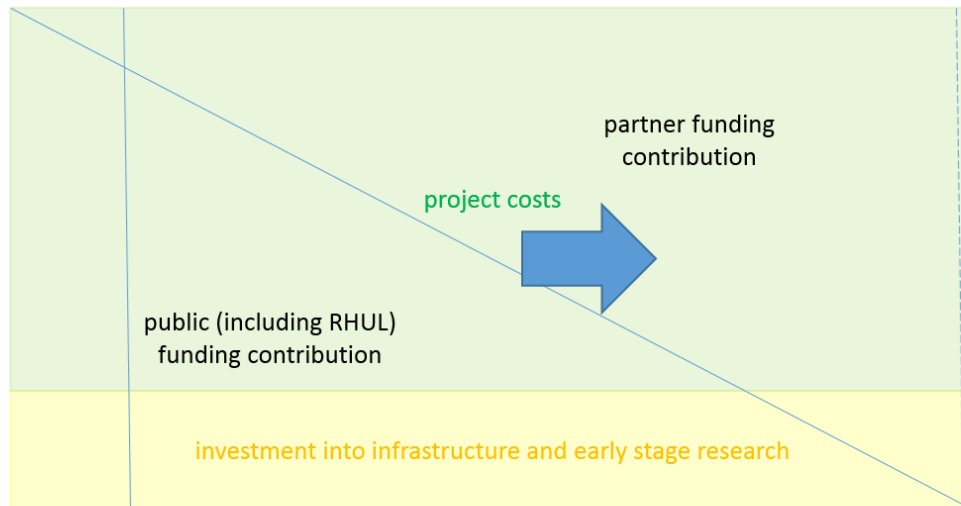 partner funding
contribution
project costs
public (including RHUL)
funding contribution
investment into infrastructure and early stage research